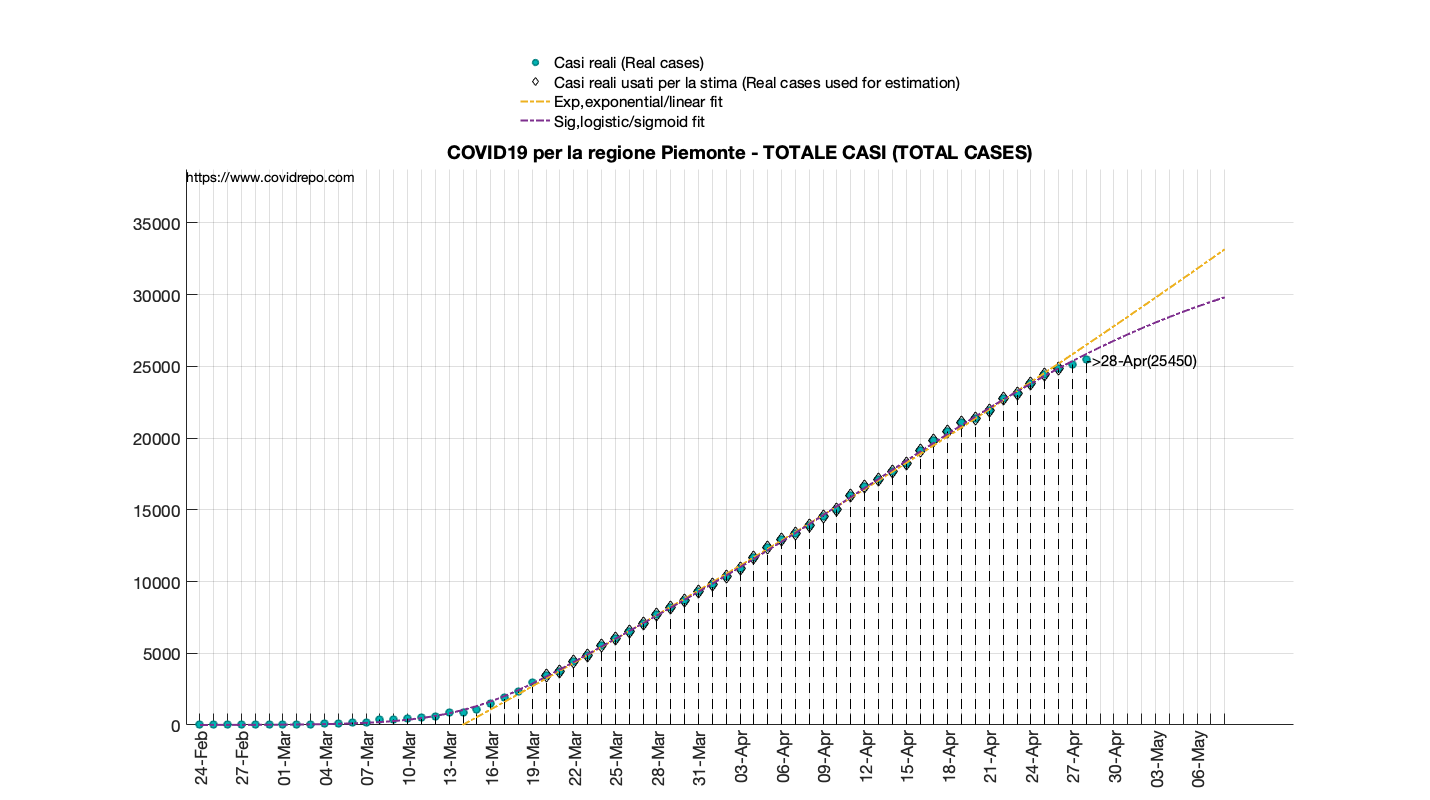 Casi reali (Real cases)
Casi reali usati per la stima (Real cases used for estimation)
Exp,exponential/linear fit
Sig,logistic/sigmoid fit
COVID19 per la regione Piemonte - TOTALE CASI (TOTAL CASES)
https://www.covidrepo.com
35000
30000
25000
20000
15000
10000
5000
0
->28-Apr(25450)
24-Feb
27-Feb
01-Mar
04-Mar
07-Mar
10-Mar
13-Mar
16-Mar
19-Mar
22-Mar
25-Mar
28-Mar
31-Mar
03-Apr
06-Apr
09-Apr
12-Apr
15-Apr
18-Apr
21-Apr
24-Apr
27-Apr
30-Apr
03-May
06-May